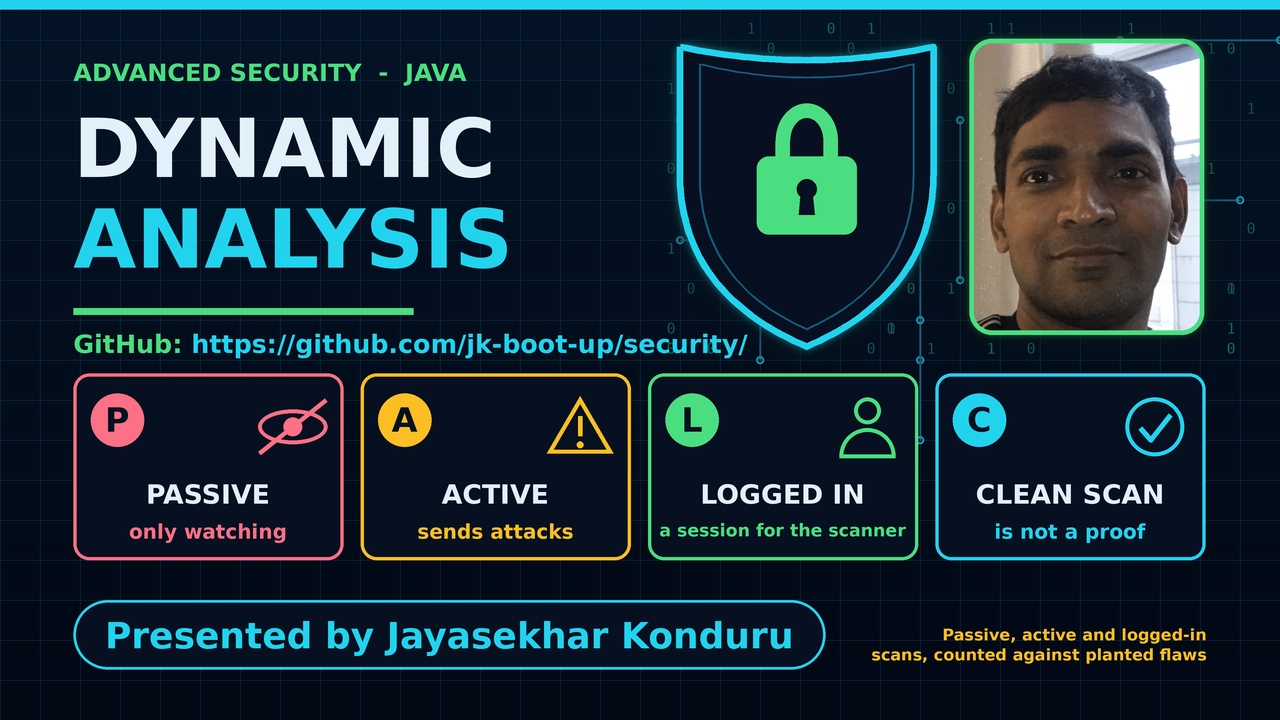 ADVANCED SECURITY - JAVA
DYNAMIC
ANALYSIS
GitHub: https://github.com/jk-boot-up/security/
P
PASSIVE
only watching
A
ACTIVE
sends attacks
L
LOGGED IN
a session for the scanner
C
CLEAN SCAN
is not a proof
Presented by Jayasekhar Konduru
Passive, active and logged-in
scans, counted against planted flaws